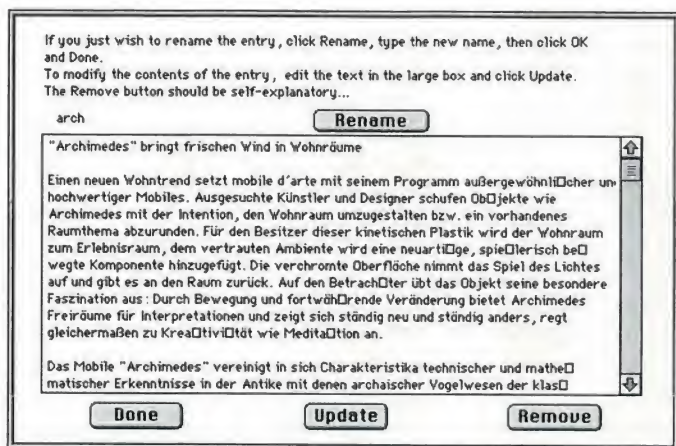 If you just wish to rename the entry, click Rename, type the new name, then click OK
and Done.
To modify the contents of the entry, edit the text in the large box and click Update.
The Remove button should be self-explanatory...
arch
Rename
"Archimedes" bringt frischen Wind in Wohnräume
Einen neuen Wohntrend setzt mobile d'arte mit seinem Programm außergewöhnli□cher un
hochwertiger Mobiles. Ausgesuchte Künstler und Designer schufen Ob□jekte wie
Archimedes mit der Intention, den Wohnraum umzugestalten bzw. ein vorhandenes
Raumthema abzurunden. Für den Besitzer dieser kinetischen Plastik wird der Wohnraum
zum Erlebnisraum, dem vertrauten Ambiente wird eine neuarti□ge, spie□lerisch be□
wegte Komponente hinzugefügt. Die verchromte Oberfläche nimmt das Spiel des Lichtes
auf und gibt es an den Raum zurück. Auf den Betrach□ter übt das Objekt seine besondere
Faszination aus: Durch Bewegung und fortwäh□rende Veränderung bietet Archimedes
Freiräume für Interpretationen und zeigt sich ständig neu und ständig anders, regt
gleichermaßen zu Krea□tivi□tät wie Medita□tion an.
Das Mobile "Archimedes" vereinigt in sich Charakteristika technischer und mathe□
matischer Erkenntnisse in der Antike mit denen archaischer Vogelwesen der klas□
Done
Update
Remove